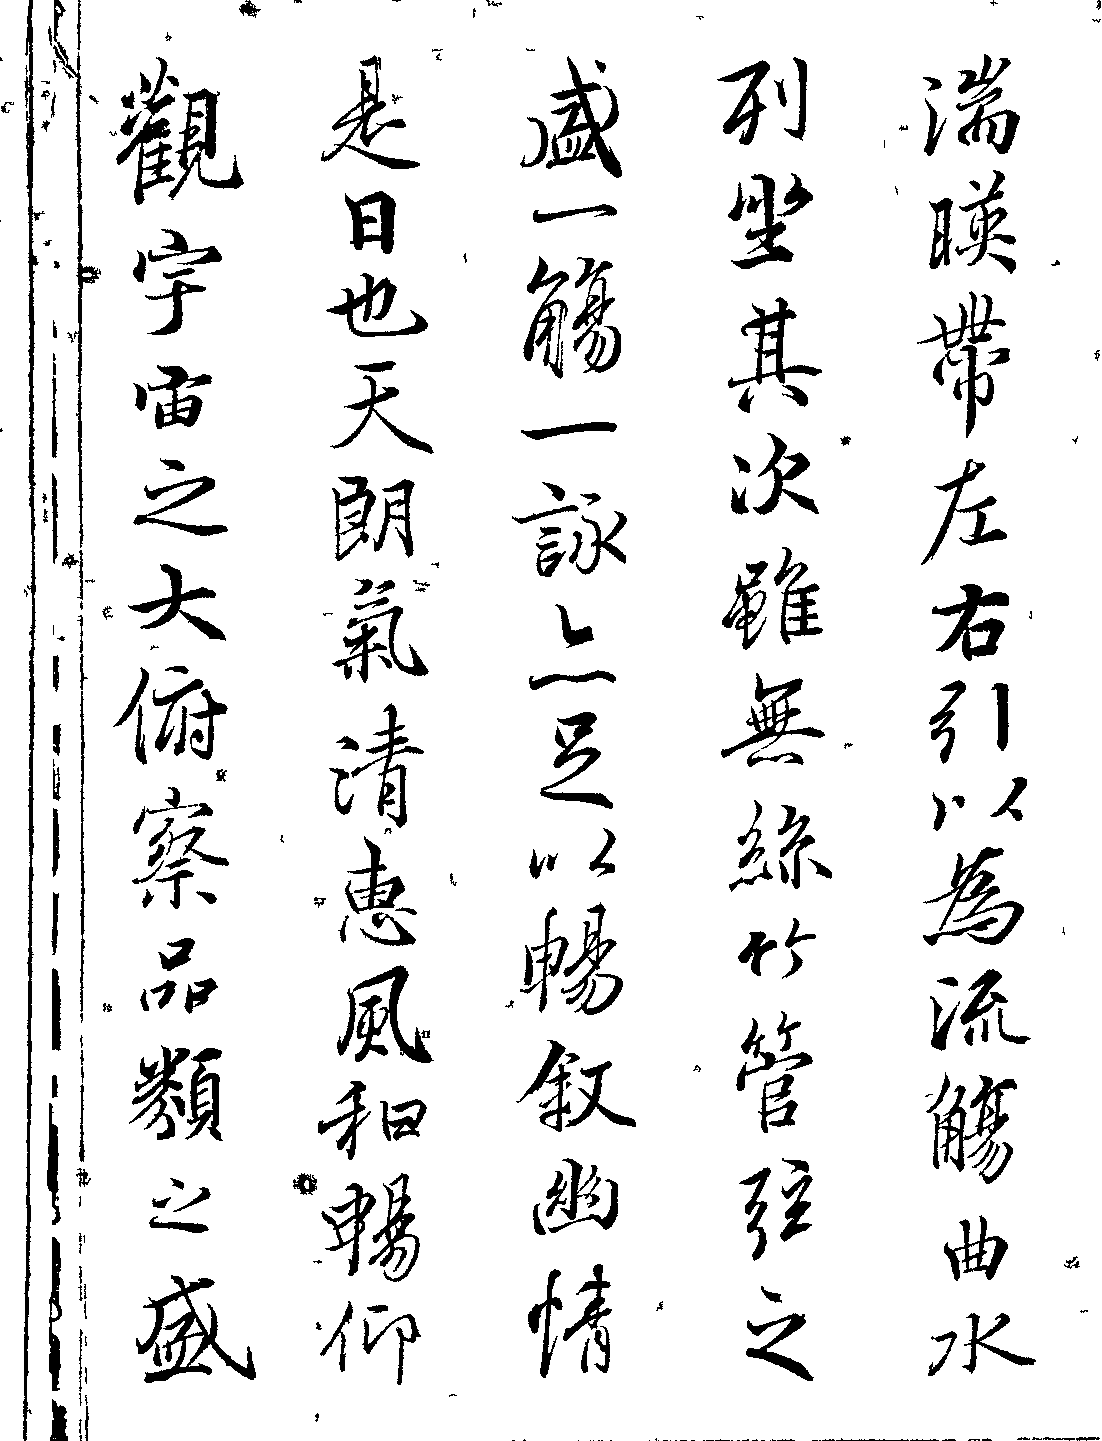 湍暎帶左右引以為流觴曲水
列坐其次雖無絲竹管弦之
盛一觴一詠亦足以暢敘幽情
是日也天朗氣清惠風和暢仰
觀宇宙之大俯察品類之盛